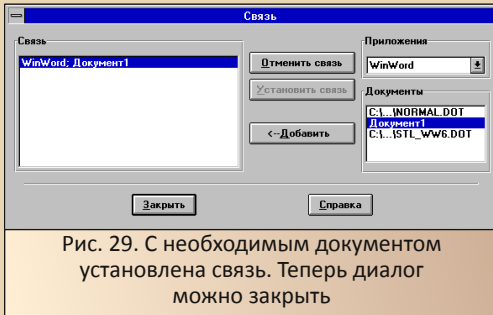 Связь
Связь
WinWord; Документ1
Отменить связь
Установить связь
<--Добавить
Приложения
WinWord
Документы
C:\...\NORMAL.DOT
Документ1
C:\...\STL_WW6.DOT
Закрыть
Справка
Рис. 29. С необходимым документом
установлена связь. Теперь диалог
можно закрыть